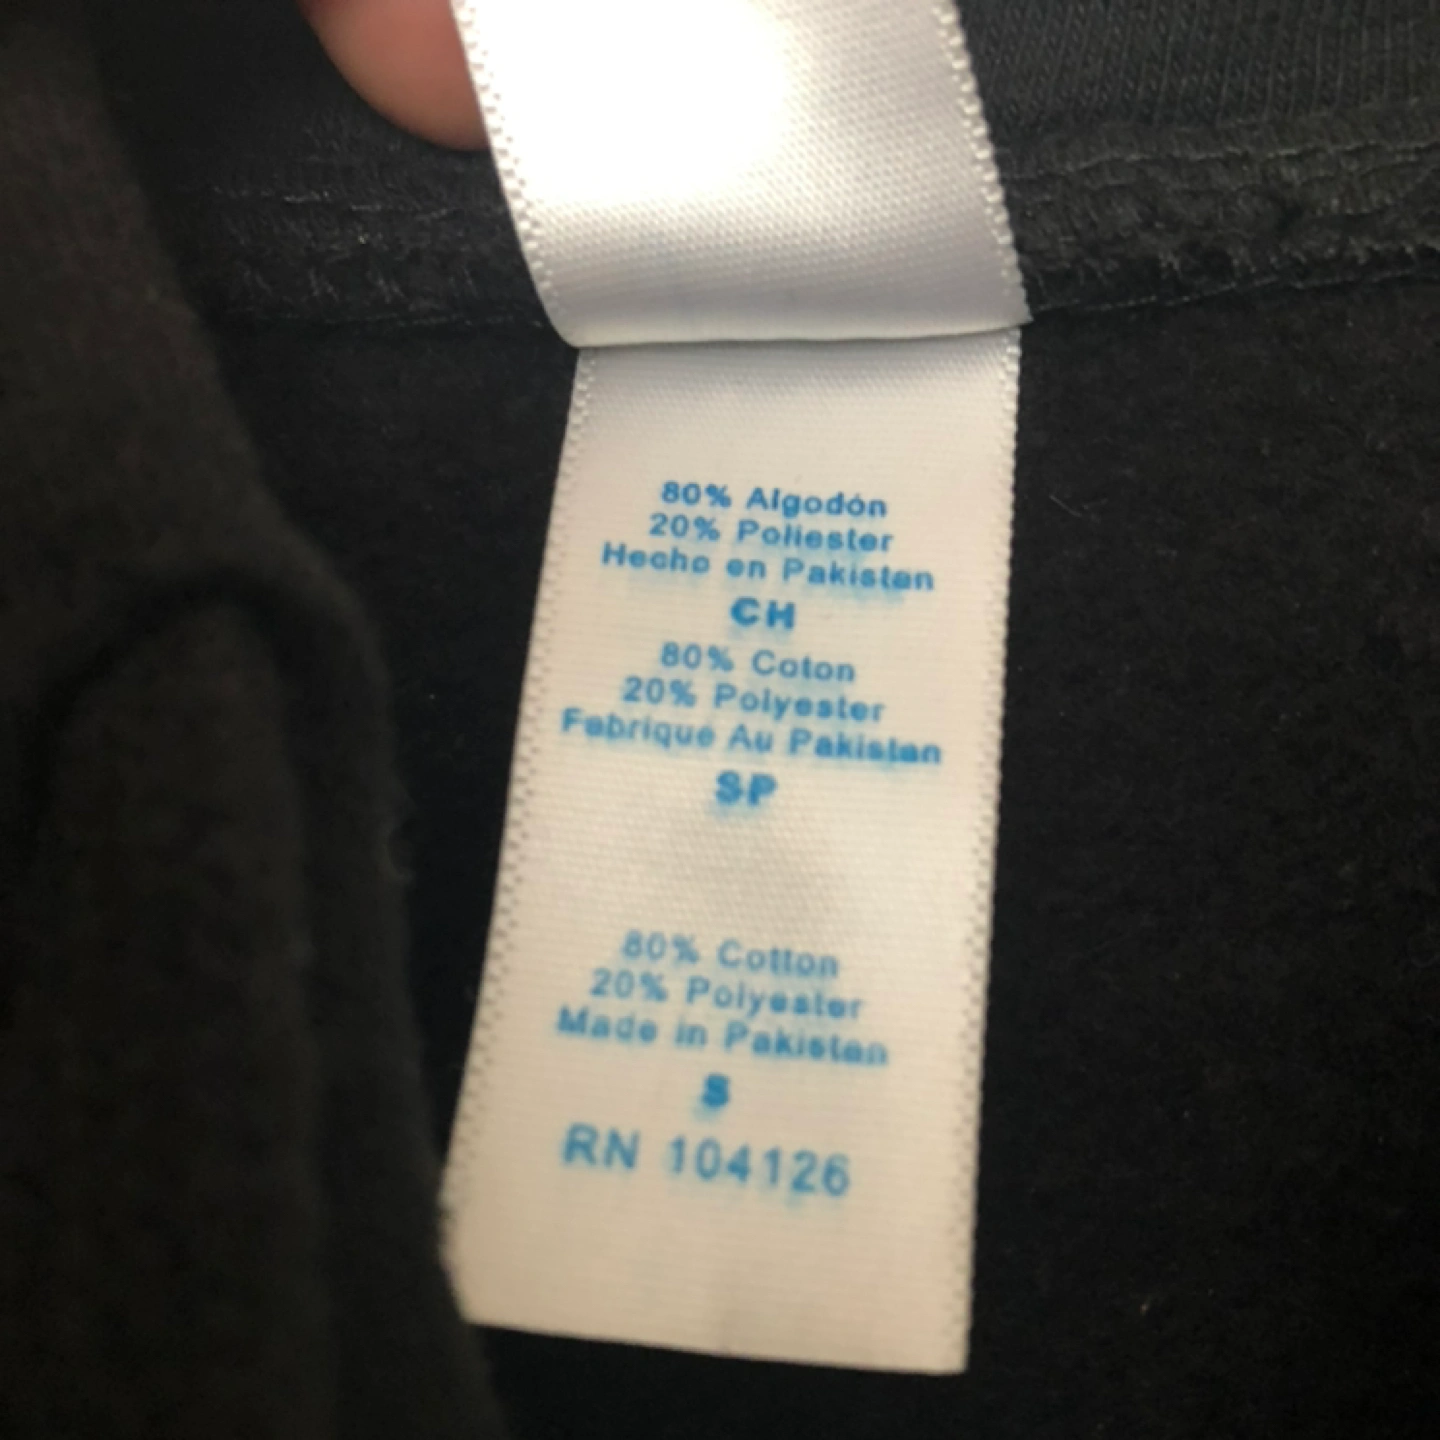 80% Algodón
20% Poliester
Hecho en Pakistan
CH
80% Coton
20% Polyester
Fabrique Au Pakistan
SP
80% Cotton
20% Polyester
Made in Pakistan
S
RN 104126